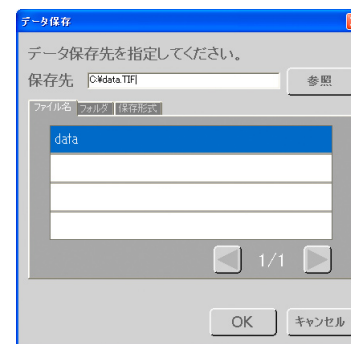 データ保存
データ保存先を指定してください。
保存先 C:¥data.TIF 参照
ファイル名 フォルダ 保存形式
data
1/1
OK キャンセル